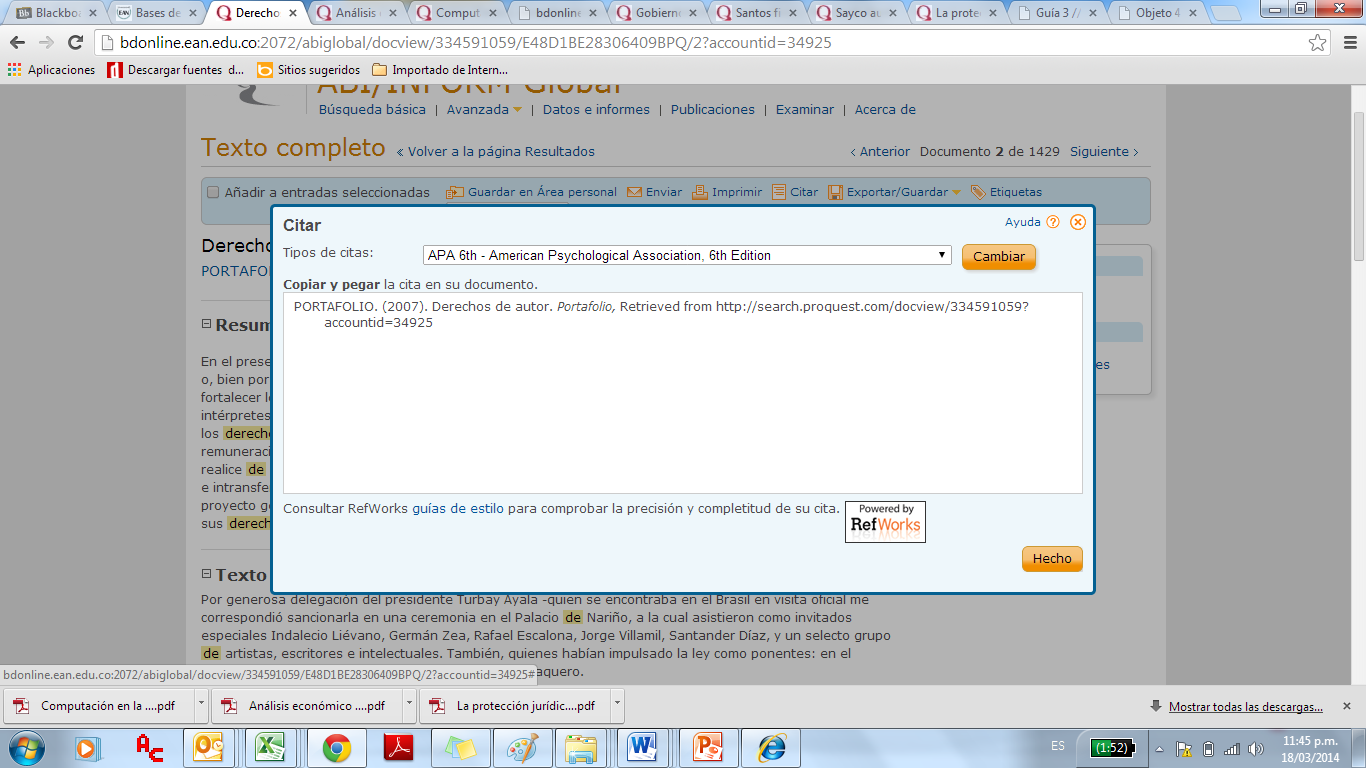 Blackboa
Bases de
Derecho
Análisis
Comput
bdonline
Gobierno
Santos fi
Sayco au
La prote
Guía 3 //
Objeto 4
bdonline.ean.edu.co:2072/abiglobal/docview/334591059/E48D1BE28306409BPQ/2?accountid=34925
Aplicaciones Descargar fuentes d... Sitios sugeridos Importado de Intern...
ABI/INFORM Global
Búsqueda básica | Avanzada | Datos e informes | Publicaciones | Examinar | Acerca de
Texto completo « Volver a la página Resultados ‹ Anterior Documento 2 de 1429 Siguiente ›
Añadir a entradas seleccionadas Guardar en Área personal Enviar Imprimir Citar Exportar/Guardar Etiquetas
Citar Ayuda ?
Tipos de citas: APA 6th - American Psychological Association, 6th Edition Cambiar
Copiar y pegar la cita en su documento.
PORTAFOLIO. (2007). Derechos de autor. Portafolio, Retrieved from http://search.proquest.com/docview/334591059?
accountid=34925
Consultar RefWorks guías de estilo para comprobar la precisión y completitud de su cita. Powered by
RefWorks
Hecho
Derecho
PORTAFOL
Resum
En el prese
o, bien por
fortalecer l
intérpretes
los derech
remuneraci
realice de
e intransfe
proyecto g
sus derech
es
Texto
Por generosa delegación del presidente Turbay Ayala -quien se encontraba en el Brasil en visita oficial me
correspondió sancionarla en una ceremonia en el Palacio de Nariño, a la cual asistieron como invitados
especiales Indalecio Liévano, Germán Zea, Rafael Escalona, Jorge Villamil, Santander Díaz, y un selecto grupo
de artistas, escritores e intelectuales. También, quienes habían impulsado la ley como ponentes: en el
aquero.
bdonline.ean.edu.co:2072/abiglobal/docview/334591059/E48D1BE28306409BPQ/2?accountid=34925#
Computación en la ....pdf Análisis económico ....pdf La protección jurídic....pdf Mostrar todas las descargas...
ES (1:52) 11:45 p.m.
18/03/2014